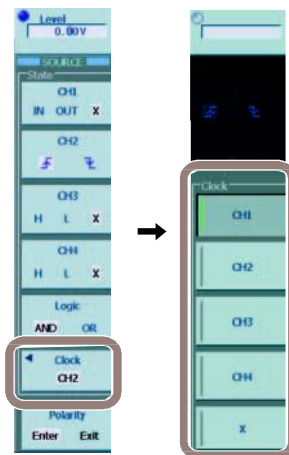 Level
0.00V
SOURCE
State
CH1
IN OUT X
CH2
CH3
H L X
CH4
H L X
Logic
AND OR
Clock
CH2
Polarity
Enter Exit
Clock
CH1
CH2
CH3
CH4
X